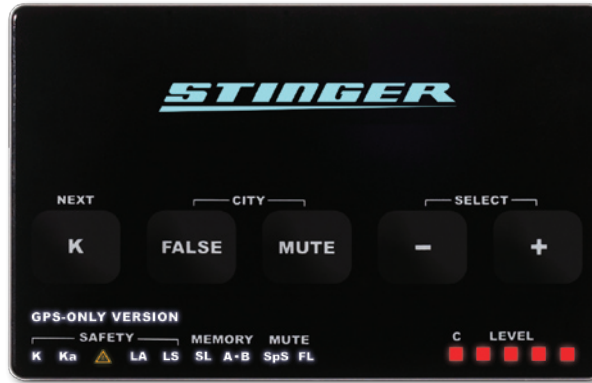 STINGER
NEXT CITY SELECT
K FALSE MUTE - +
GPS-ONLY VERSION
SAFETY MEMORY MUTE C LEVEL
K Ka LA LS SL A•B SpS FL